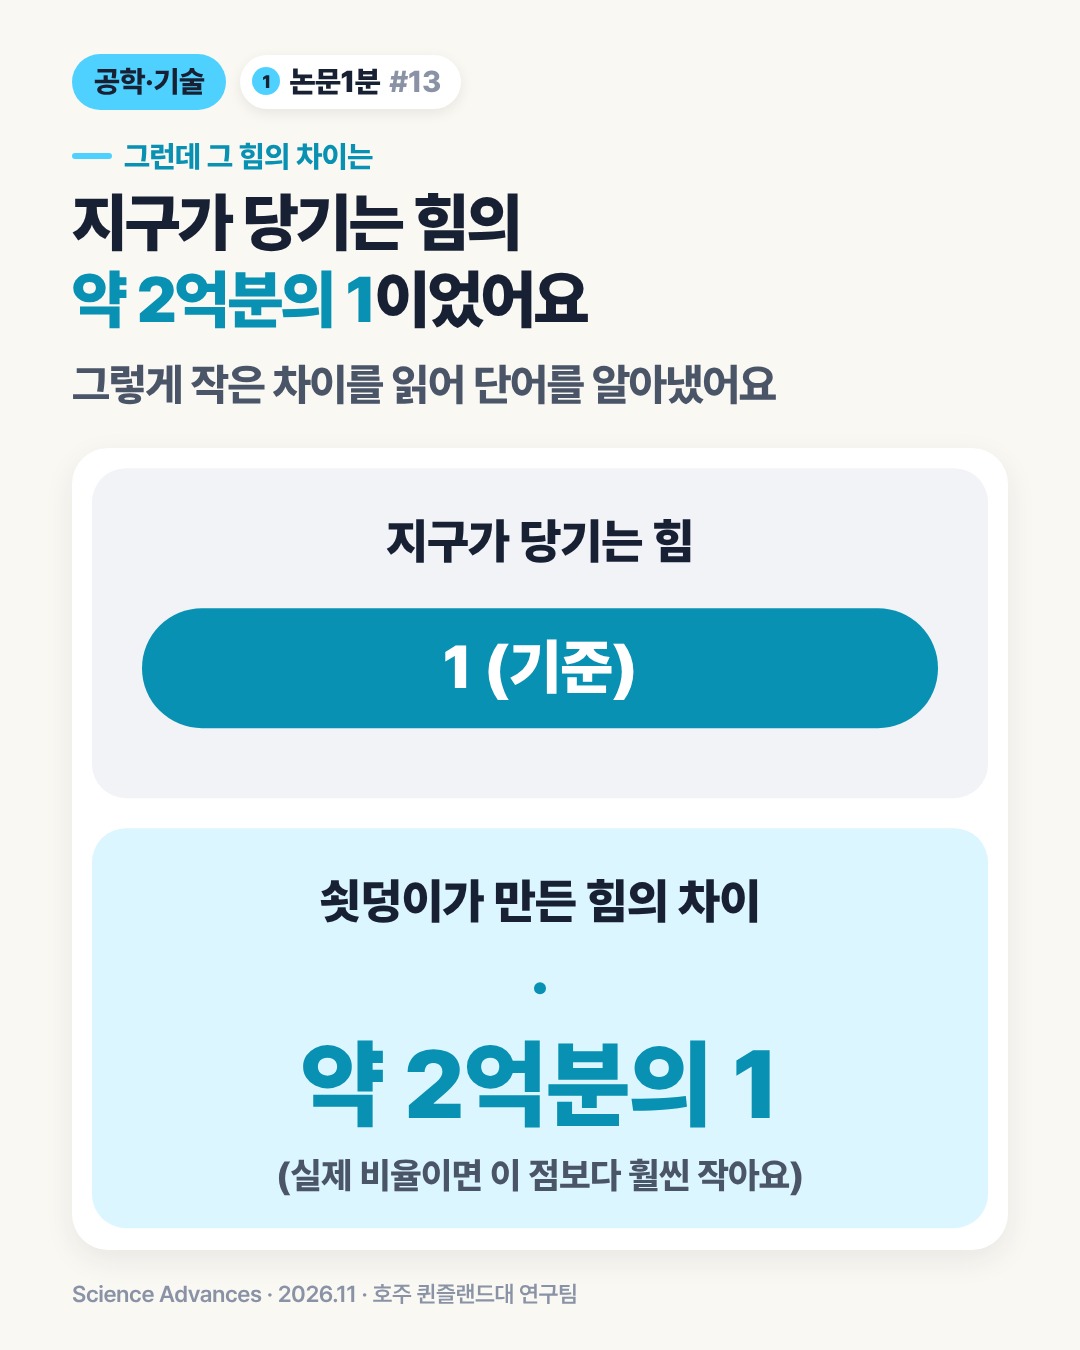 공학·기술
1 논문1분 #13
그런데 그 힘의 차이는
지구가 당기는 힘의
약 2억분의 1이었어요
그렇게 작은 차이를 읽어 단어를 알아냈어요
지구가 당기는 힘
1 (기준)
쇳덩이가 만든 힘의 차이
약 2억분의 1
(실제 비율이면 이 점보다 훨씬 작아요)
Science Advances · 2026.11 · 호주 퀸즐랜드대 연구팀